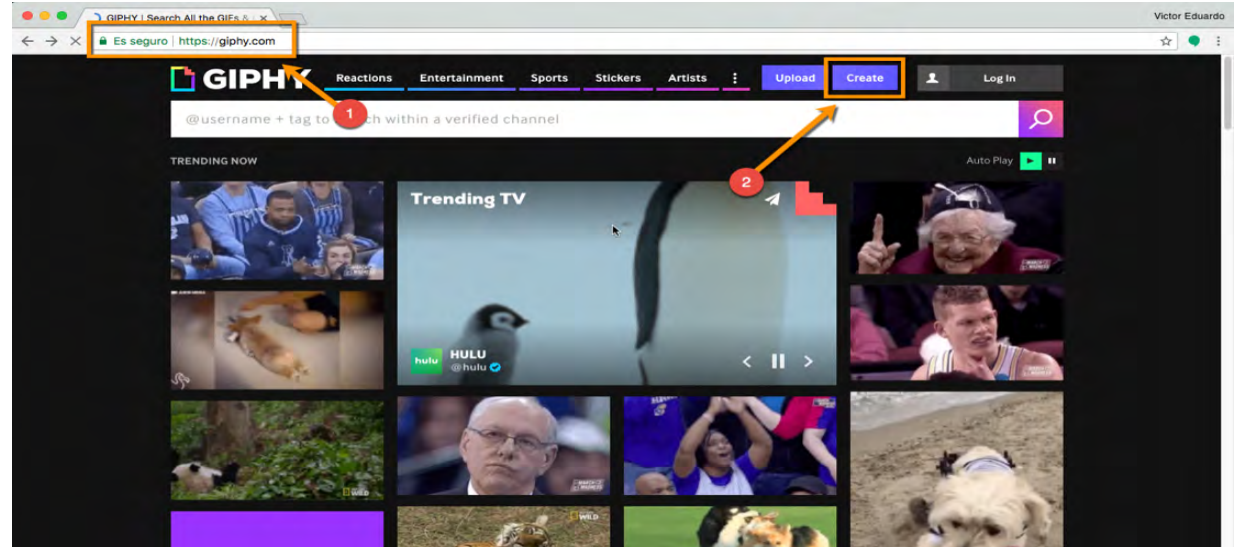 GIPHY | Search All the GIFs &
Victor Eduardo
Es seguro | https://giphy.com
GIPHY
Reactions
Entertainment
Sports
Stickers
Artists
Upload
Create
Log In
1
@username + tag to ch within a verified channel
2
TRENDING NOW
Auto Play
Trending TV
hulu
HULU
@hulu
WILD
WILD